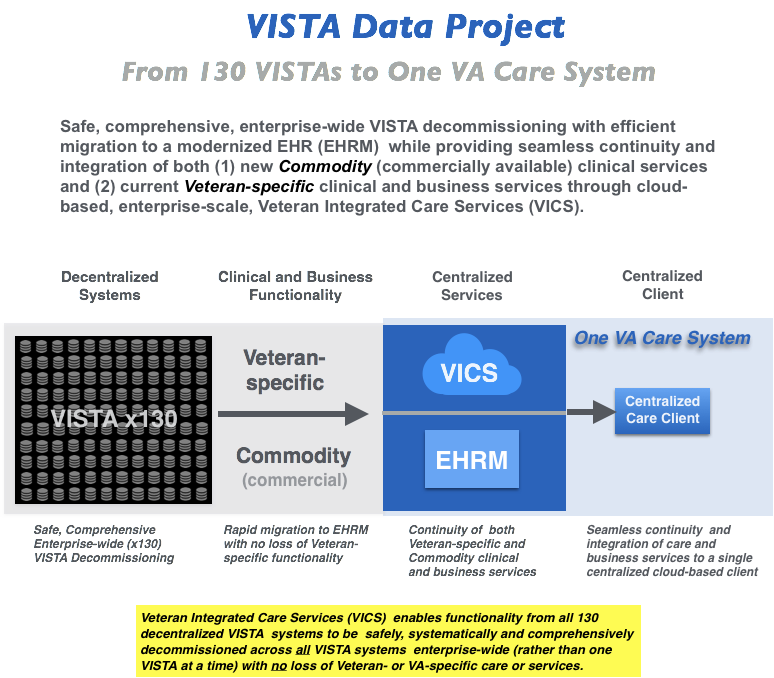 VISTA Data Project
From 130 VISTAs to One VA Care System
Safe, comprehensive, enterprise-wide VISTA decommissioning with efficient
migration to a modernized EHR (EHRM) while providing seamless continuity and
integration of both (1) new Commodity (commercially available) clinical services
and (2) current Veteran-specific clinical and business services through cloud-
based, enterprise-scale, Veteran Integrated Care Services (VICS).
Decentralized
Systems
Clinical and Business
Functionality
Centralized
Services
Centralized
Client
VISTA x130
Veteran-
specific
Commodity
(commercial)
VICS
EHRM
One VA Care System
Centralized
Care Client
Safe, Comprehensive
Enterprise-wide (x130)
VISTA Decommissioning
Rapid migration to EHRM
with no loss of Veteran-
specific functionality
Continuity of both
Veteran-specific and
Commodity clinical
and business services
Seamless continuity and
integration of care and
business services to a single
centralized cloud-based client
Veteran Integrated Care Services (VICS) enables functionality from all 130
decentralized VISTA systems to be safely, systematically and comprehensively
decommissioned across all VISTA systems enterprise-wide (rather than one
VISTA at a time) with no loss of Veteran- or VA-specific care or services.